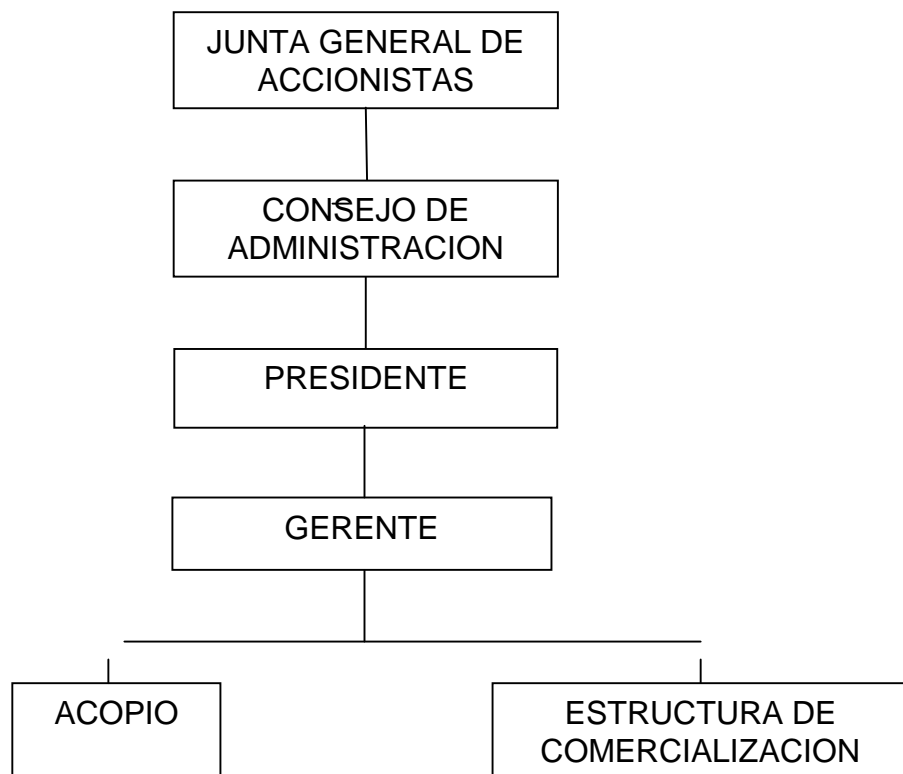 JUNTA GENERAL DE
ACCIONISTAS
CONSEJO DE
ADMINISTRACION
PRESIDENTE
GERENTE
ACOPIO
ESTRUCTURA DE
COMERCIALIZACION